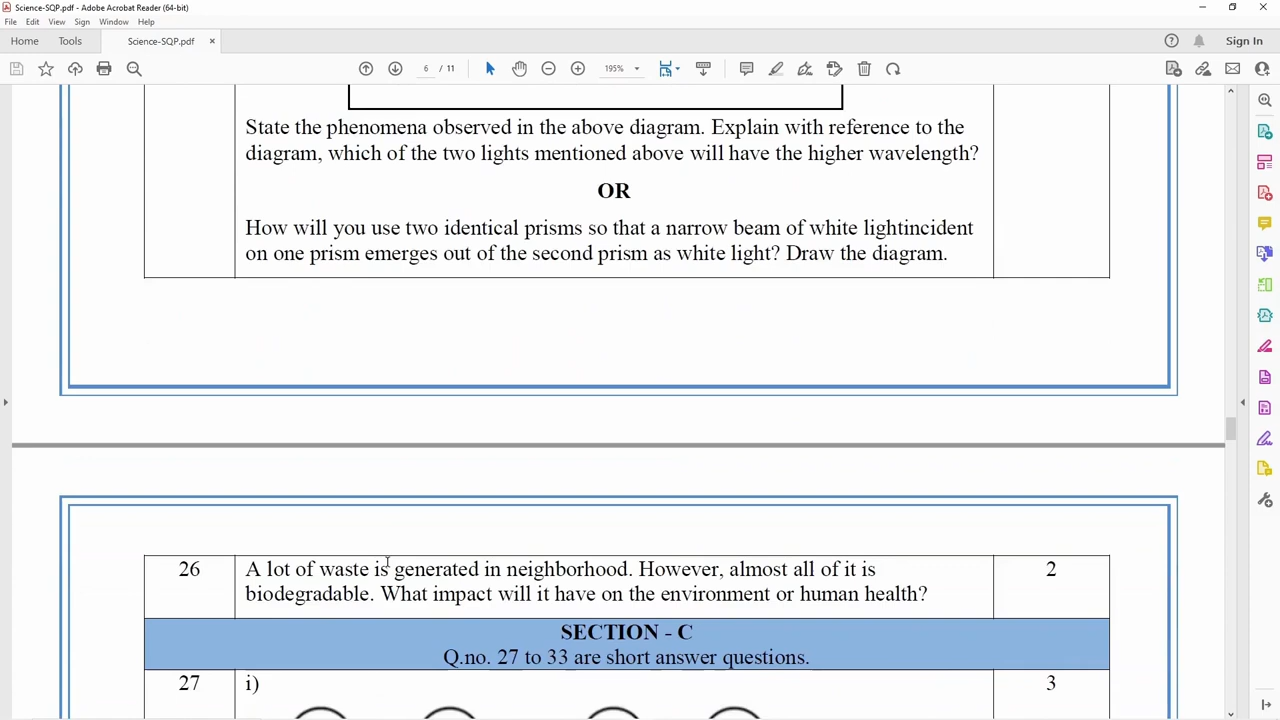 Science-SQP.pdf - Adobe Acrobat Reader (64-bit)
File Edit View Sign Window Help
Home Tools Science-SQP.pdf × Sign In
6 / 11 195%
State the phenomena observed in the above diagram. Explain with reference to the
diagram, which of the two lights mentioned above will have the higher wavelength?
OR
How will you use two identical prisms so that a narrow beam of white lightincident
on one prism emerges out of the second prism as white light? Draw the diagram.
26 A lot of waste is generated in neighborhood. However, almost all of it is 2
biodegradable. What impact will it have on the environment or human health?
SECTION - C
Q.no. 27 to 33 are short answer questions.
27 i) 3